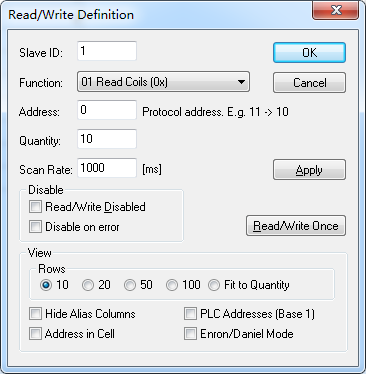 Read/Write Definition
Slave ID: 1 OK
Function: 01 Read Coils (0x) Cancel
Address: 0 Protocol address. E.g. 11 -> 10
Quantity: 10
Scan Rate: 1000 [ms] Apply
Disable
Read/Write Disabled
Disable on error
Read/Write Once
View
Rows
10 20 50 100 Fit to Quantity
Hide Alias Columns PLC Addresses (Base 1)
Address in Cell Enron/Daniel Mode